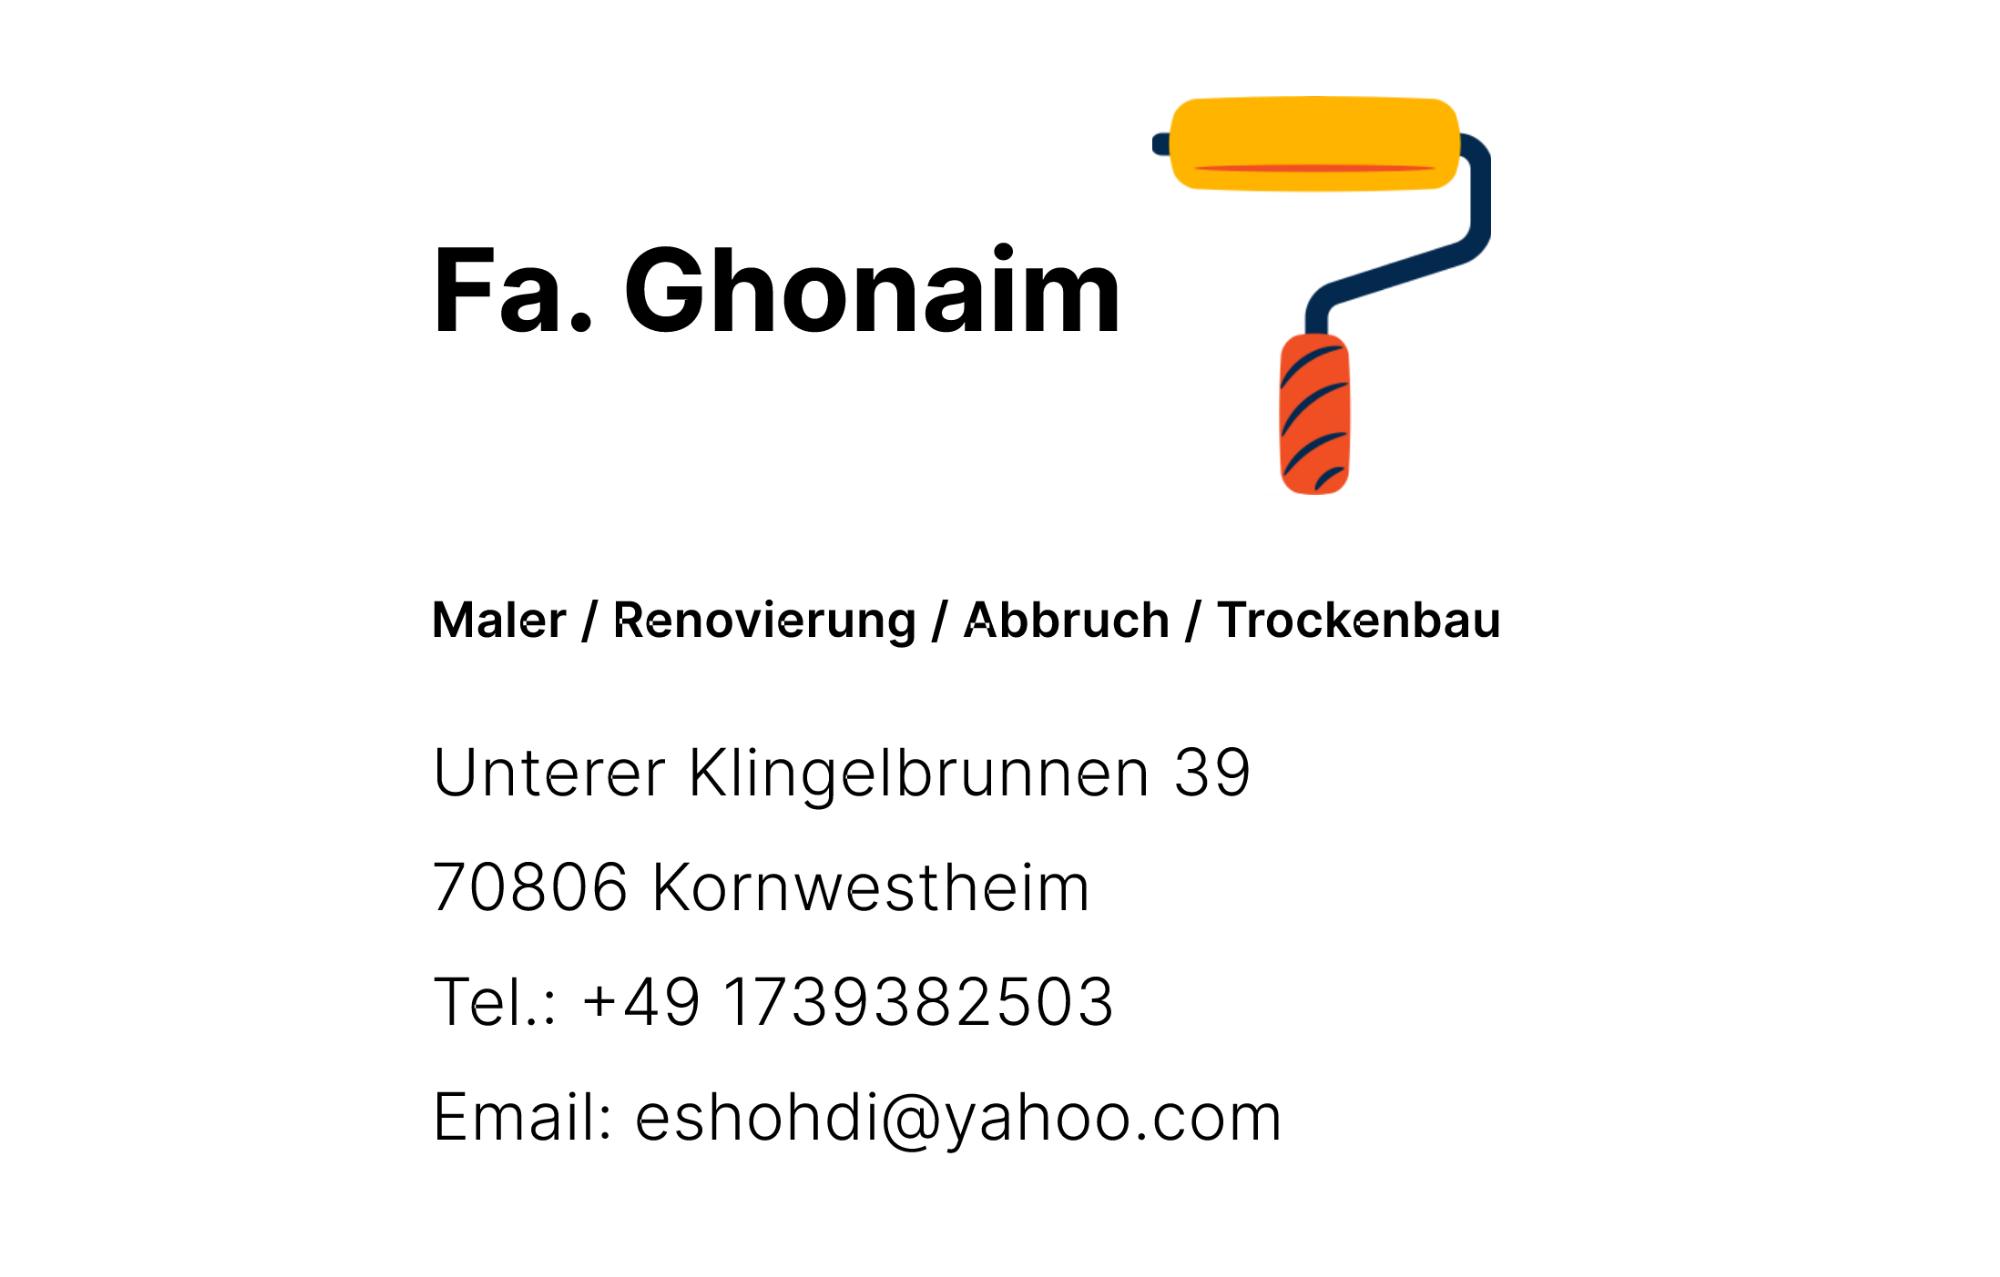 Fa. Ghonaim
Maler / Renovierung / Abbruch / Trockenbau
Unterer Klingelbrunnen 39
70806 Kornwestheim
Tel.: +49 1739382503
Email: eshohdi@yahoo.com